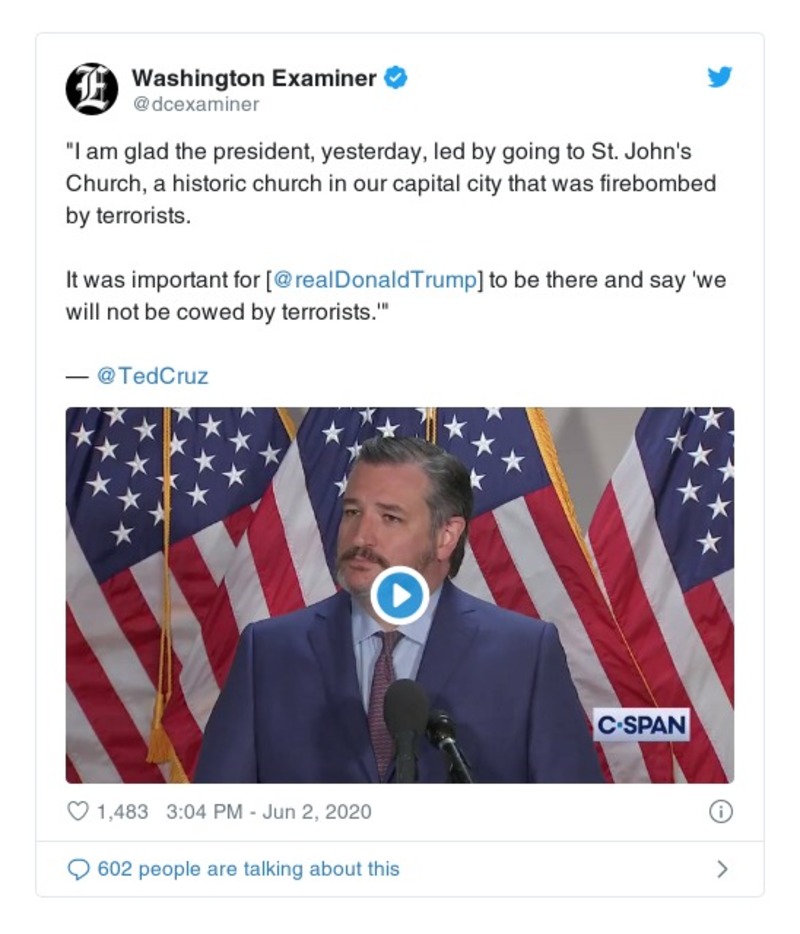 Washington Examiner
@dcexaminer
"I am glad the president, yesterday, led by going to St. John's
Church, a historic church in our capital city that was firebombed
by terrorists.
It was important for [@realDonaldTrump] to be there and say 'we
will not be cowed by terrorists.'"
— @TedCruz
C·SPAN
1,483 3:04 PM - Jun 2, 2020
602 people are talking about this